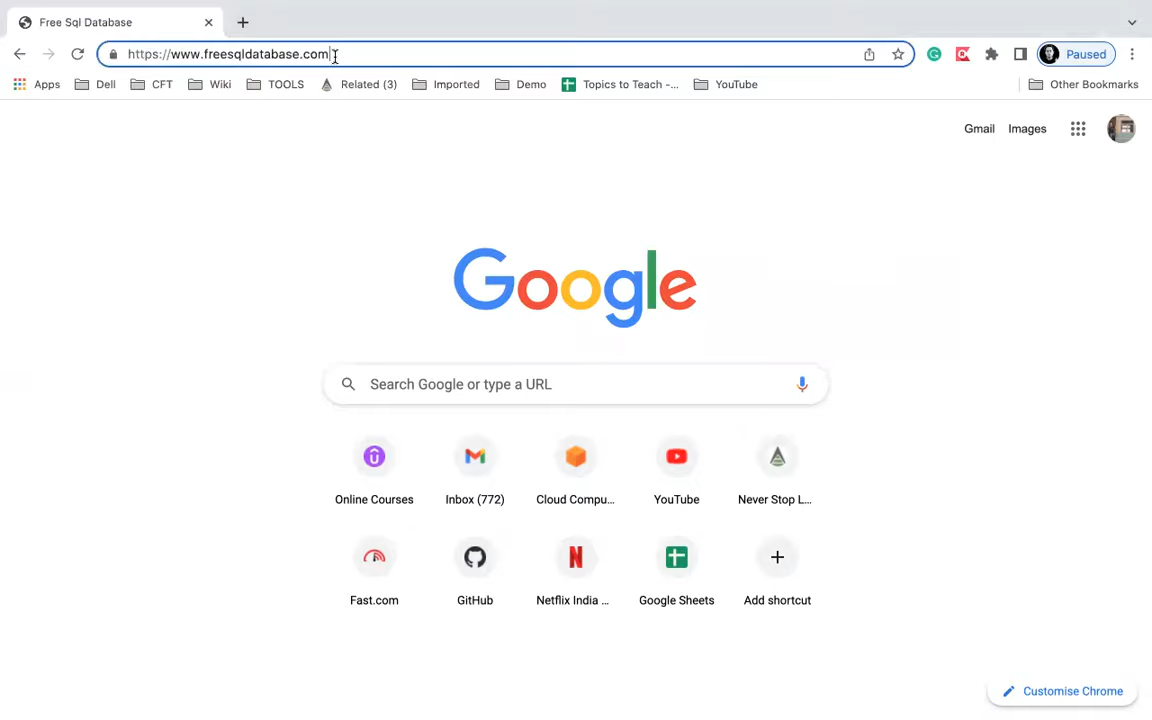 Free Sql Database
https://www.freesqldatabase.com
Paused
Apps Dell CFT Wiki TOOLS Related (3) Imported Demo Topics to Teach -... YouTube Other Bookmarks
Gmail Images
Google
Search Google or type a URL
Online Courses Inbox (772) Cloud Compu... YouTube Never Stop L...
Fast.com GitHub Netflix India ... Google Sheets Add shortcut
Customise Chrome